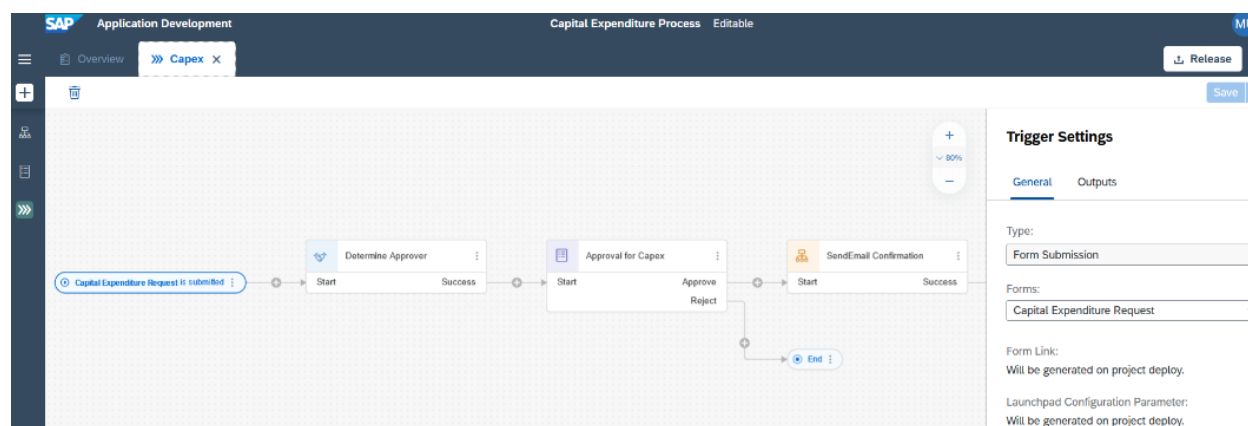 SAP Application Development Capital Expenditure Process Editable
Overview Capex Release
Save
Trigger Settings
80%
General Outputs
Type:
Form Submission
Forms:
Capital Expenditure Request
Form Link:
Will be generated on project deploy.
Launchpad Configuration Parameter:
Will be generated on project deploy.
Capital Expenditure Request is submitted
Determine Approver
Start Success
Approval for Capex
Start Approve
Reject
SendEmail Confirmation
Start Success
End